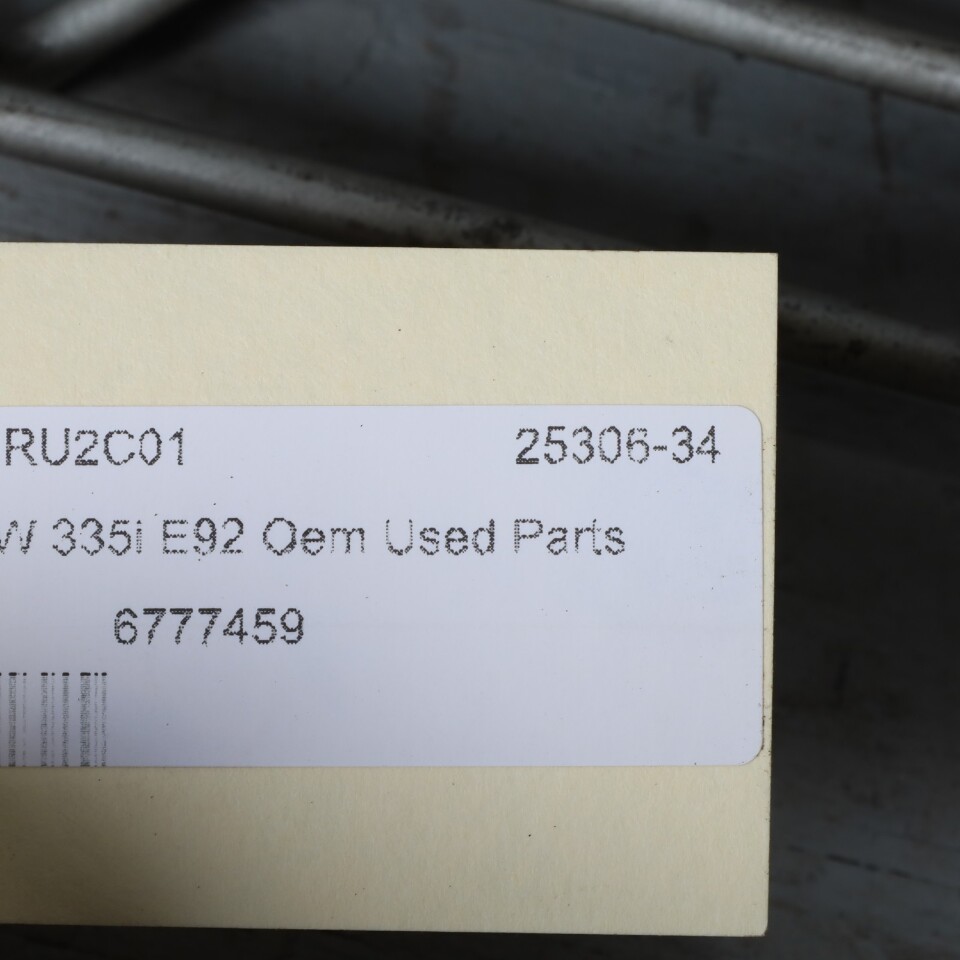 RU2C01 25306-34
W 335i E92 Oem Used Parts
6777459